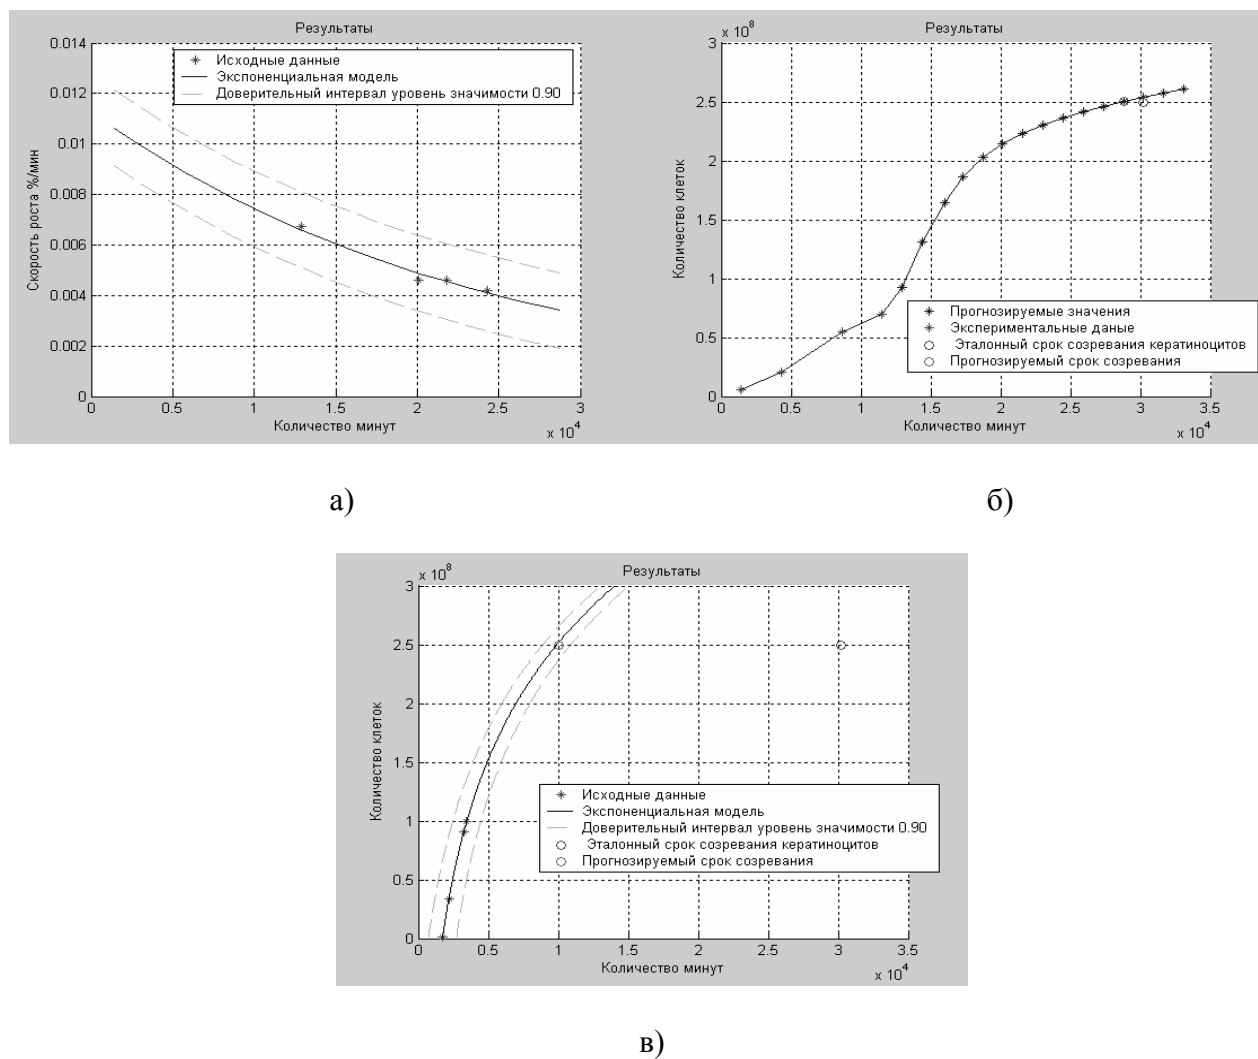 Результаты
0.014
0.012
0.01
0.008
0.006
0.004
0.002
0
Скорость роста %/мин
Исходные данные
Экспоненциальная модель
Доверительный интервал уровень значимости 0.90
0 0.5 1 1.5 2 2.5 3
Количество минут
x 10^4
а)
x 10^8
Результаты
3
2.5
2
1.5
1
0.5
0
Количество клеток
Прогнозируемые значения
Экспериментальные даные
Эталонный срок созревания кератиноцитов
Прогнозируемый срок созревания
0 0.5 1 1.5 2 2.5 3 3.5
Количество минут
x 10^4
б)
x 10^8
Результаты
3
2.5
2
1.5
1
0.5
0
Количество клеток
Исходные данные
Экспоненциальная модель
Доверительный интервал уровень значимости 0.90
Эталонный срок созревания кератиноцитов
Прогнозируемый срок созревания
0 0.5 1 1.5 2 2.5 3 3.5
Количество минут
x 10^4
в)